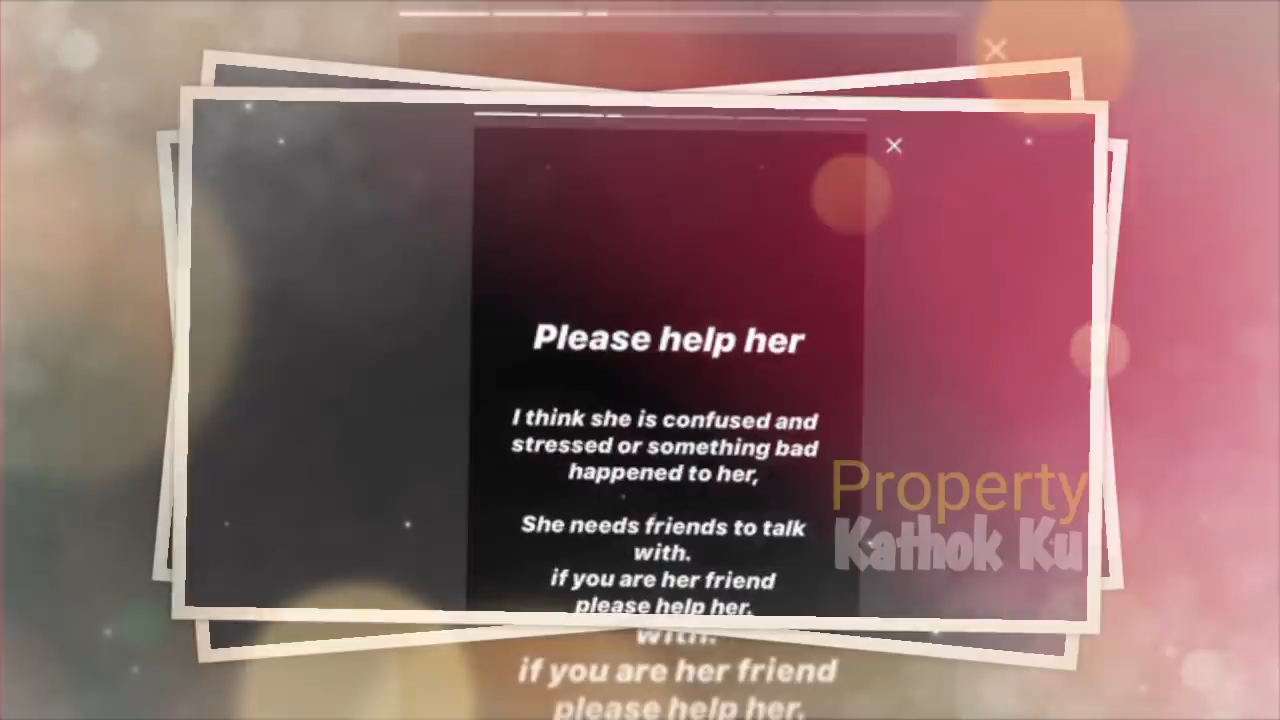 Please help her
I think she is confused and
stressed or something bad
happened to her,
She needs friends to talk
with.
if you are her friend
please help her.
Property
Kathok Ku
with.
if you are her friend
please help her.